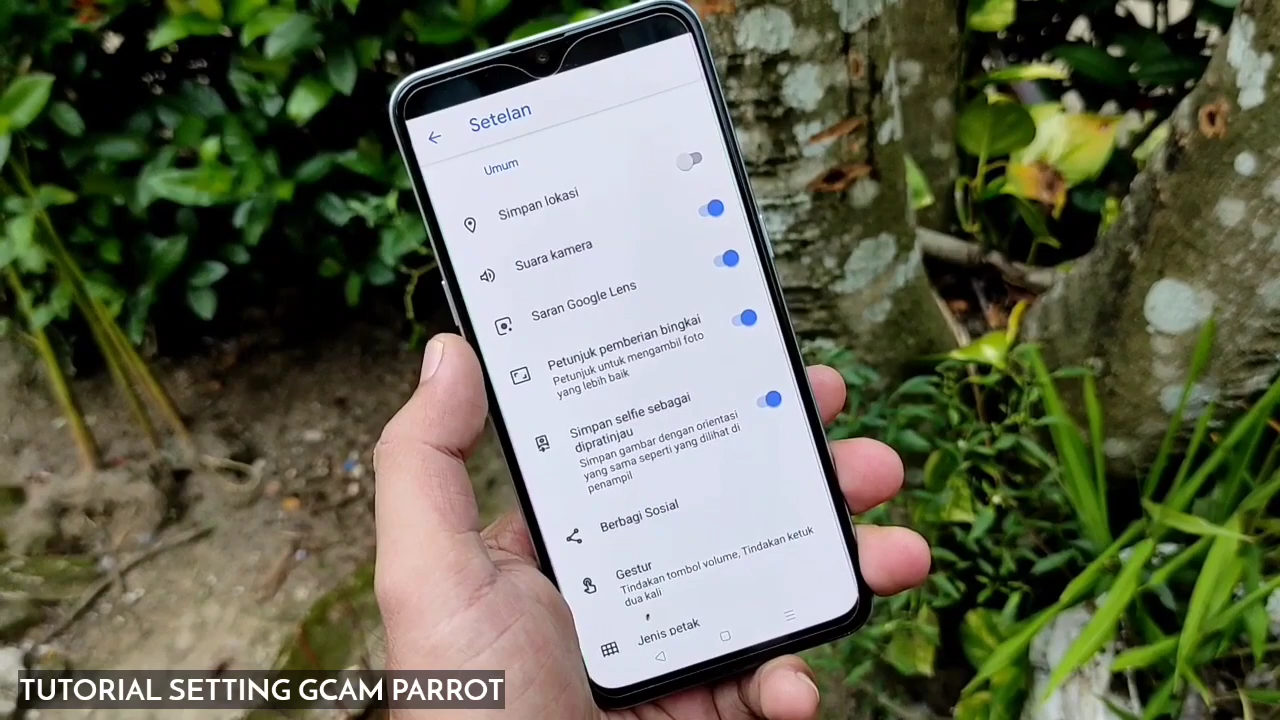 Setelan
Umum
Simpan lokasi
Suara kamera
Saran Google Lens
Petunjuk pemberian bingkai
Petunjuk untuk mengambil foto
yang lebih baik
Simpan selfie sebagai
dipratinjau
Simpan gambar dengan orientasi
yang sama seperti yang dilihat di
penampil
Berbagi Sosial
Gestur
Tindakan tombol volume, Tindakan ketuk
dua kali
Jenis petak
TUTORIAL SETTING GCAM PARROT